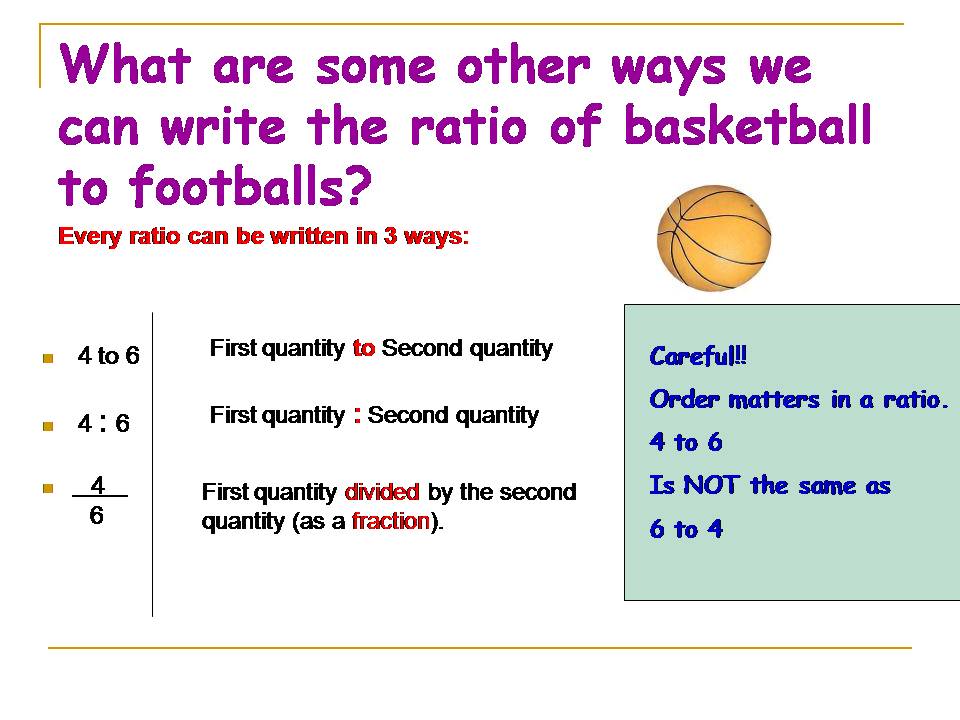 What are some other ways we
can write the ratio of basketball
to footballs?
Every ratio can be written in 3 ways:
4 to 6
First quantity to Second quantity
4 : 6
First quantity : Second quantity
4
6
First quantity divided by the second
quantity (as a fraction).
Careful!!
Order matters in a ratio.
4 to 6
Is NOT the same as
6 to 4